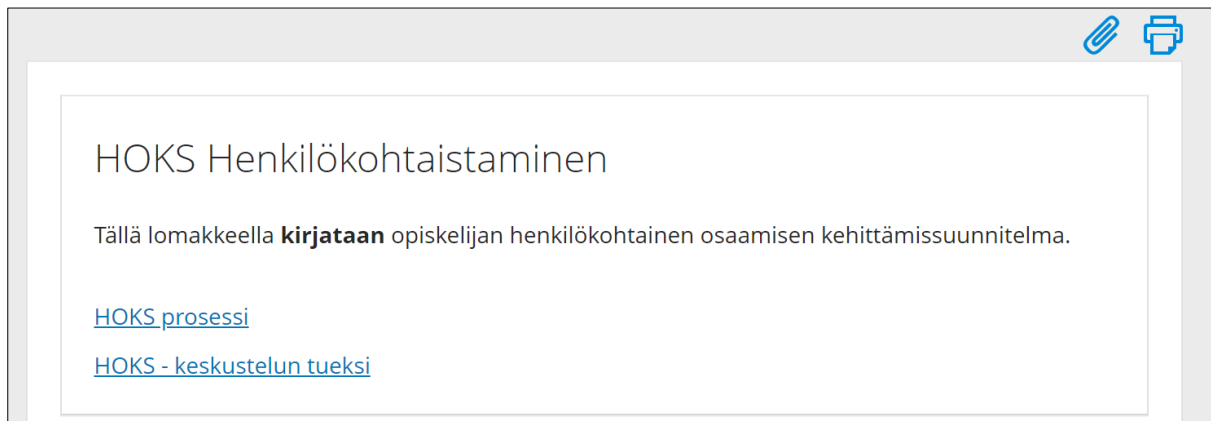 HOKS Henkilökohtaistaminen
Tällä lomakkeella kirjataan opiskelijan henkilökohtainen osaamisen kehittämissuunnitelma.
HOKS prosessi
HOKS - keskustelun tueksi